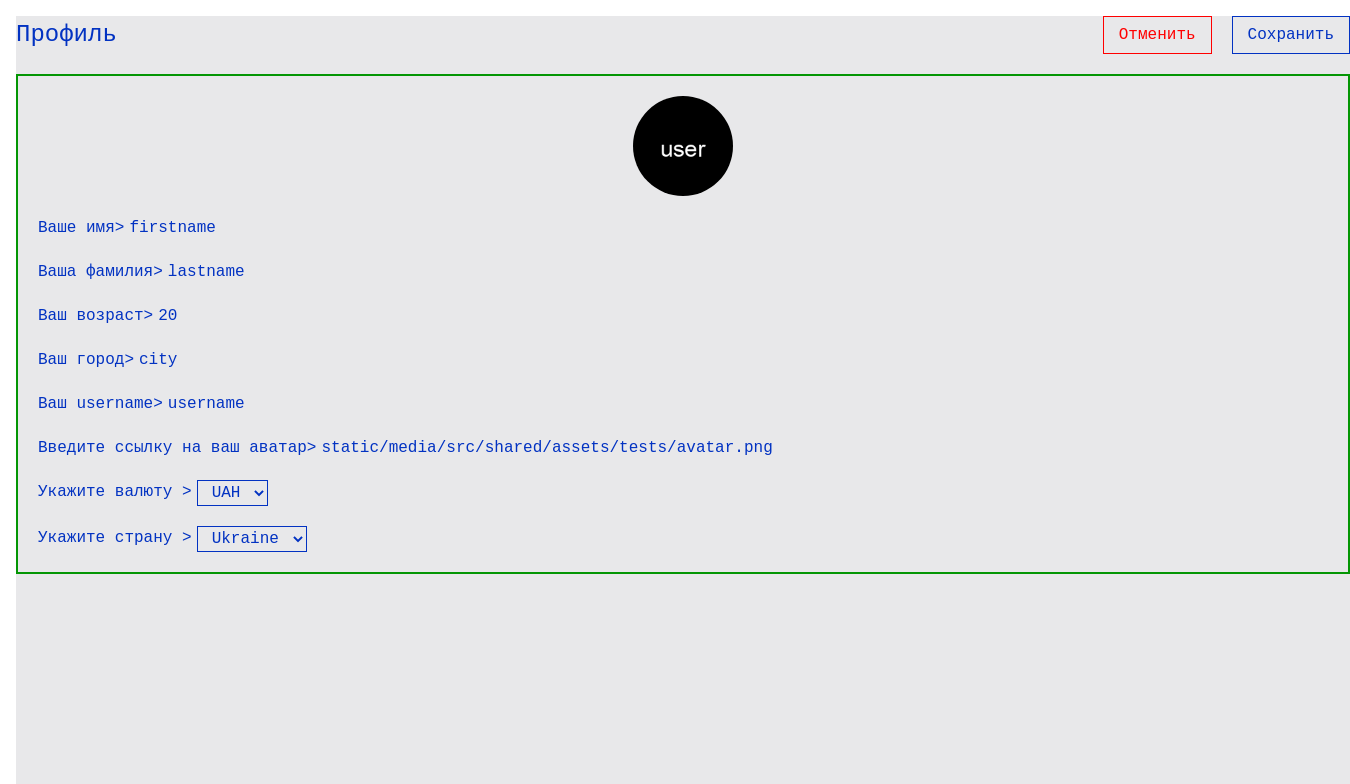 Профиль
Отменить
Сохранить
user
Ваше имя> firstname
Ваша фамилия> lastname
Ваш возраст> 20
Ваш город> city
Ваш username> username
Введите ссылку на ваш аватар> static/media/src/shared/assets/tests/avatar.png
Укажите валюту > UAH
Укажите страну > Ukraine